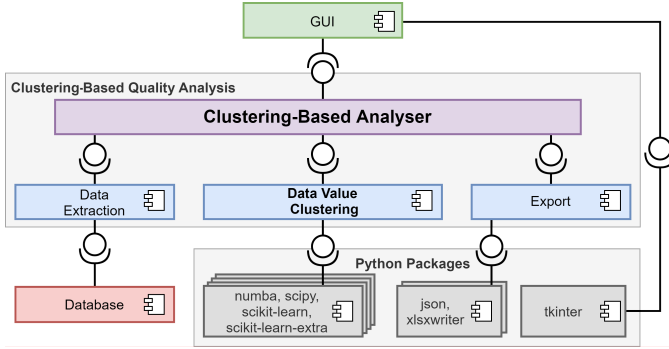 GUI
Clustering-Based Quality Analysis
Clustering-Based Analyser
Data
Extraction
Data Value
Clustering
Export
Python Packages
Database
numba, scipy,
scikit-learn,
scikit-learn-extra
json,
xlsxwriter
tkinter